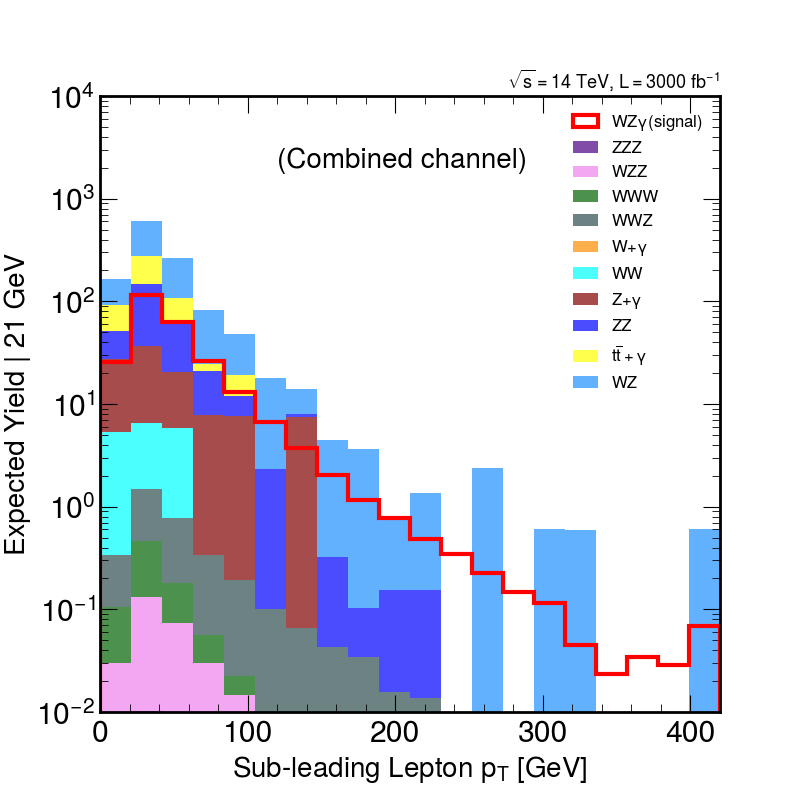 √s = 14 TeV, L = 3000 fb⁻¹
(Combined channel)
WZγ(signal)
ZZZ
WZZ
WWW
WWZ
W+γ
WW
Z+γ
ZZ
tt̄+γ
WZ
Expected Yield | 21 GeV
10⁴
10³
10²
10¹
10⁰
10⁻¹
10⁻²
0 100 200 300 400
Sub-leading Lepton p_T [GeV]